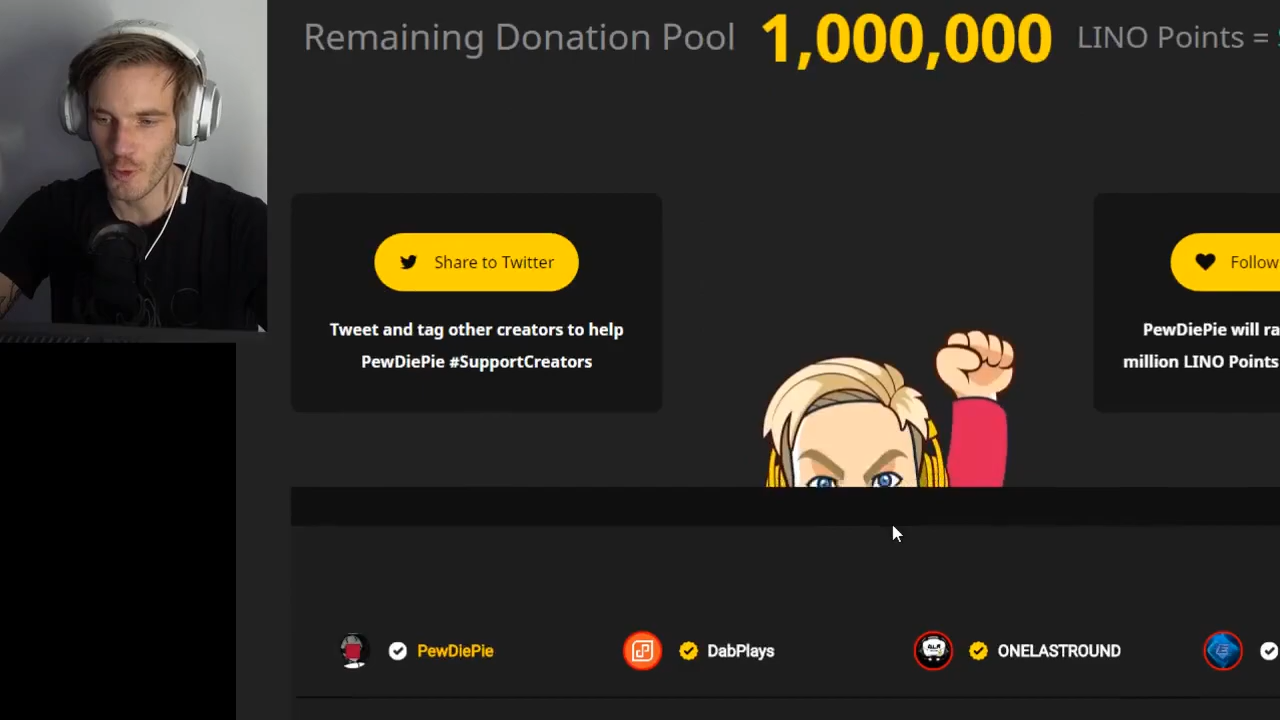 Remaining Donation Pool 1,000,000 LINO Points =
Share to Twitter
Tweet and tag other creators to help
PewDiePie #SupportCreators
Follow
PewDiePie will ra
million LINO Points
PewDiePie DabPlays ONELASTROUND